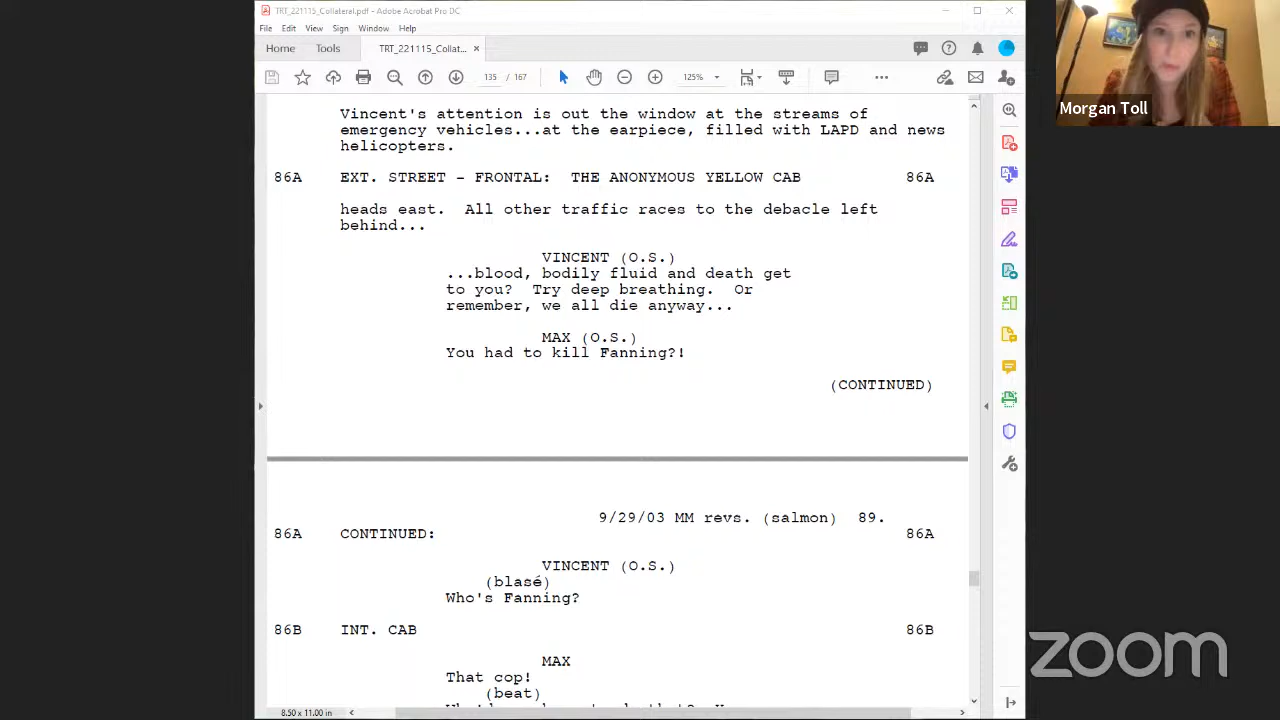 TRT_221115_Collateral.pdf - Adobe Acrobat Pro DC
File Edit View Sign Window Help
Home Tools TRT_221115_Collat... ×
135 / 167 125%
Vincent's attention is out the window at the streams of
emergency vehicles...at the earpiece, filled with LAPD and news
helicopters.
86A EXT. STREET – FRONTAL: THE ANONYMOUS YELLOW CAB 86A
heads east. All other traffic races to the debacle left
behind...
VINCENT (O.S.)
...blood, bodily fluid and death get
to you? Try deep breathing. Or
remember, we all die anyway...
MAX (O.S.)
You had to kill Fanning?!
(CONTINUED)
9/29/03 MM revs. (salmon) 89.
86A CONTINUED: 86A
VINCENT (O.S.)
(blasé)
Who's Fanning?
86B INT. CAB 86B
MAX
That cop!
(beat)
8.50 x 11.00 in
Morgan Toll
zoom